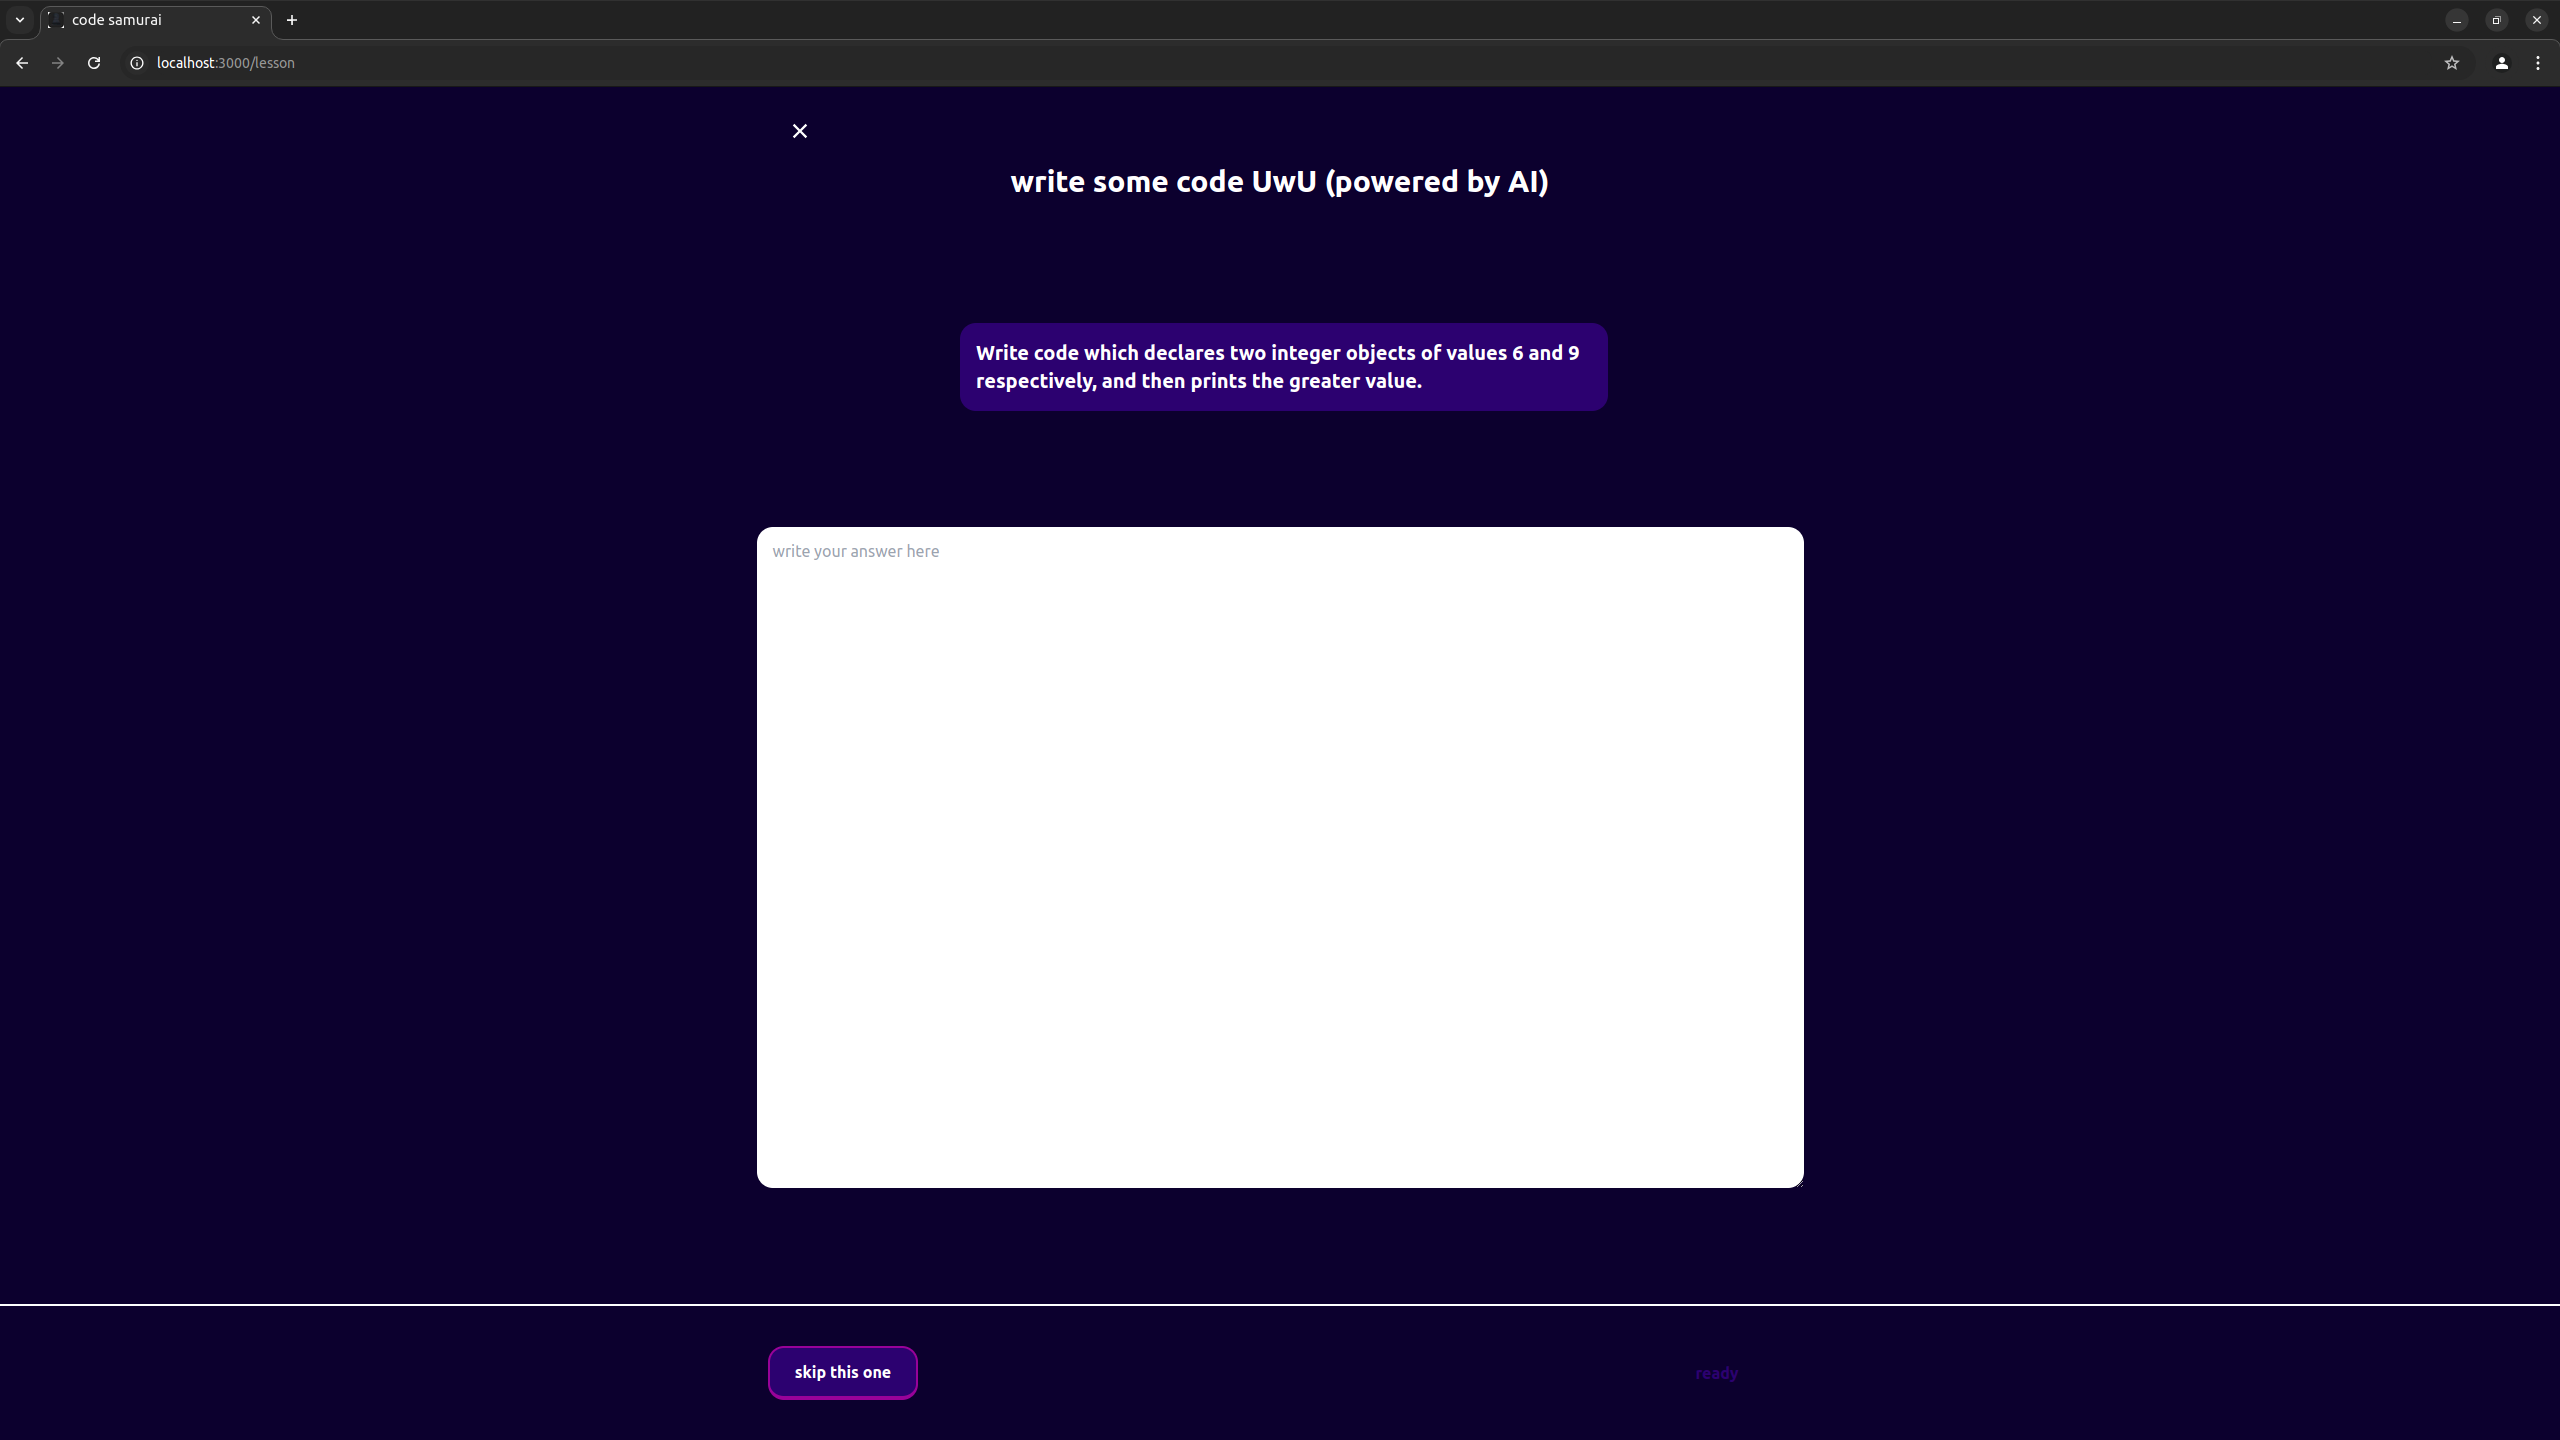 code samurai
localhost:3000/lesson
write some code UwU (powered by AI)
Write code which declares two integer objects of values 6 and 9
respectively, and then prints the greater value.
write your answer here
skip this one
ready